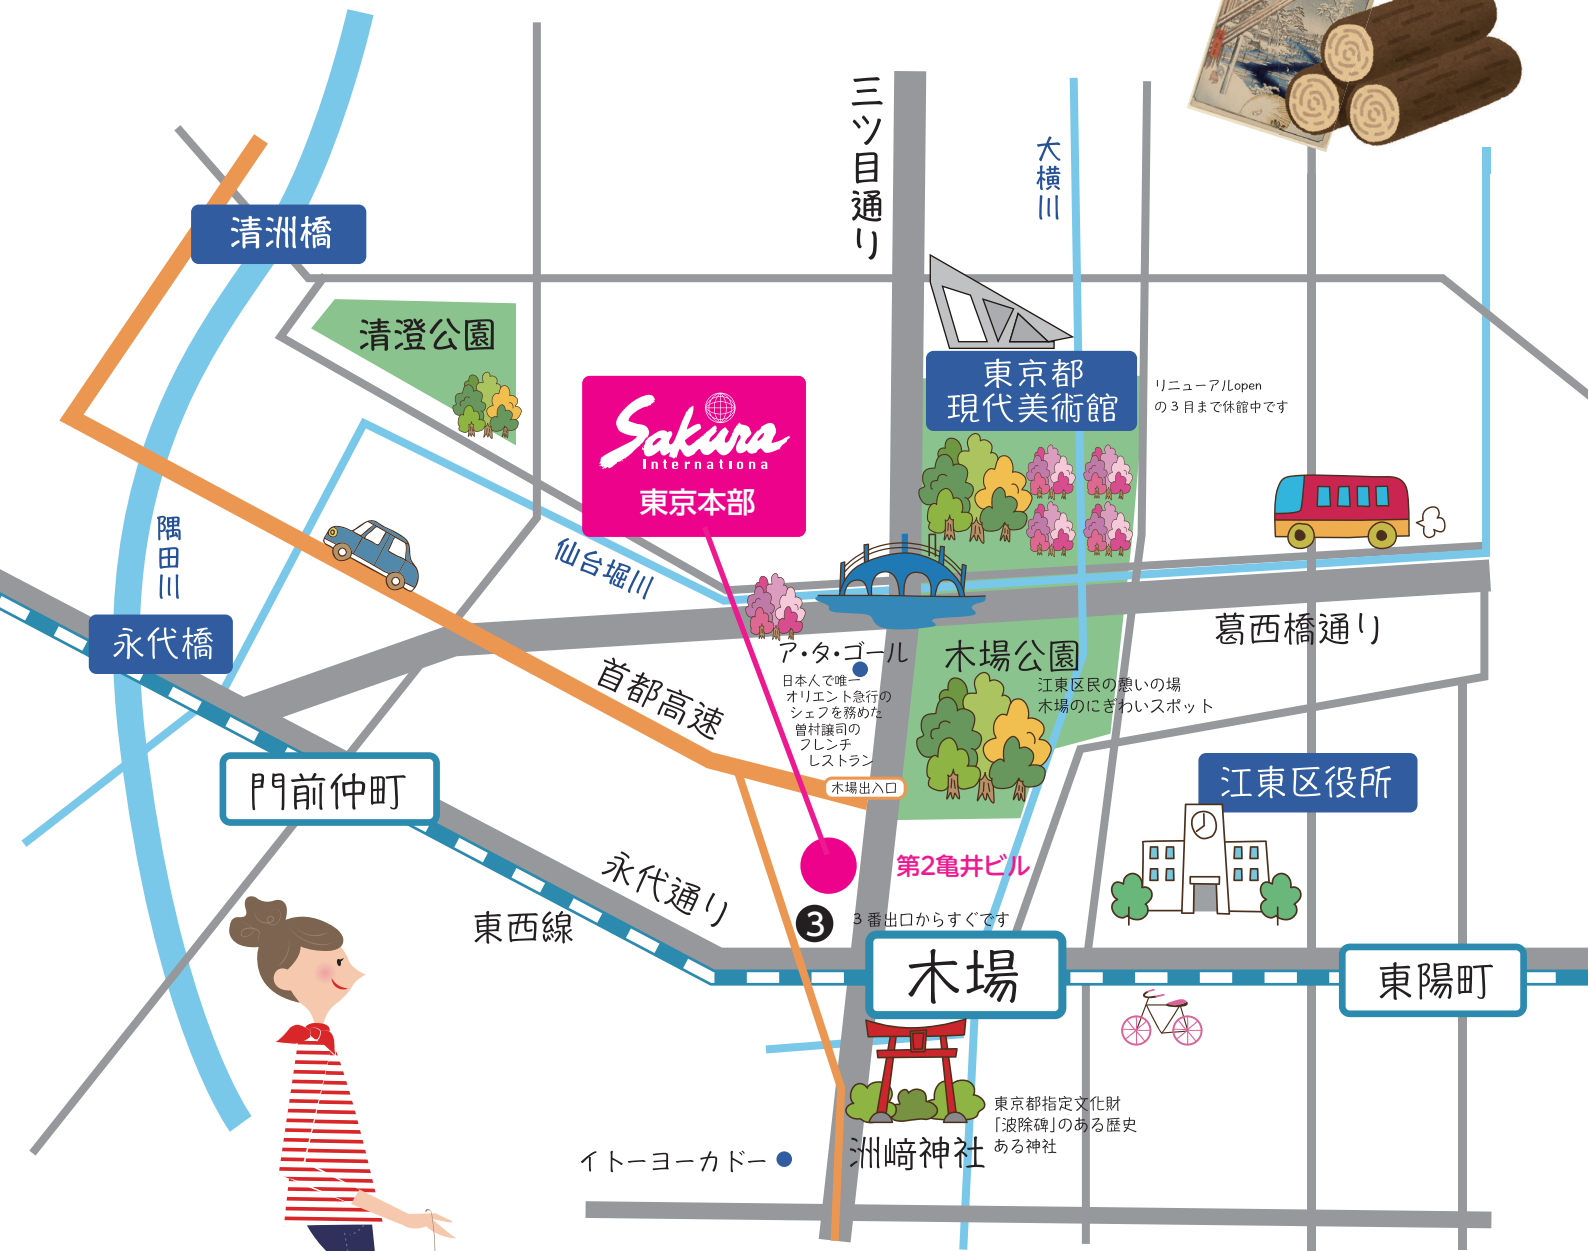 三ツ目通り
大横川
清洲橋
清澄公園
東京都
現代美術館
リニューアルopen
の3月まで休館中です
Sakura
Internationa
東京本部
隅田川
仙台堀川
永代橋
葛西橋通り
ア・タ・ゴール
日本人で唯一
オリエント急行の
シェフを務めた
曽村譲司の
フレンチ
レストラン
木場公園
江東区民の憩いの場
木場のにぎわいスポット
首都高速
木場出入口
門前仲町
江東区役所
永代通り
東西線
第2亀井ビル
3
3番出口からすぐです
木場
東陽町
東京都指定文化財
「波除碑」のある歴史
ある神社
洲﨑神社
イトーヨーカドー